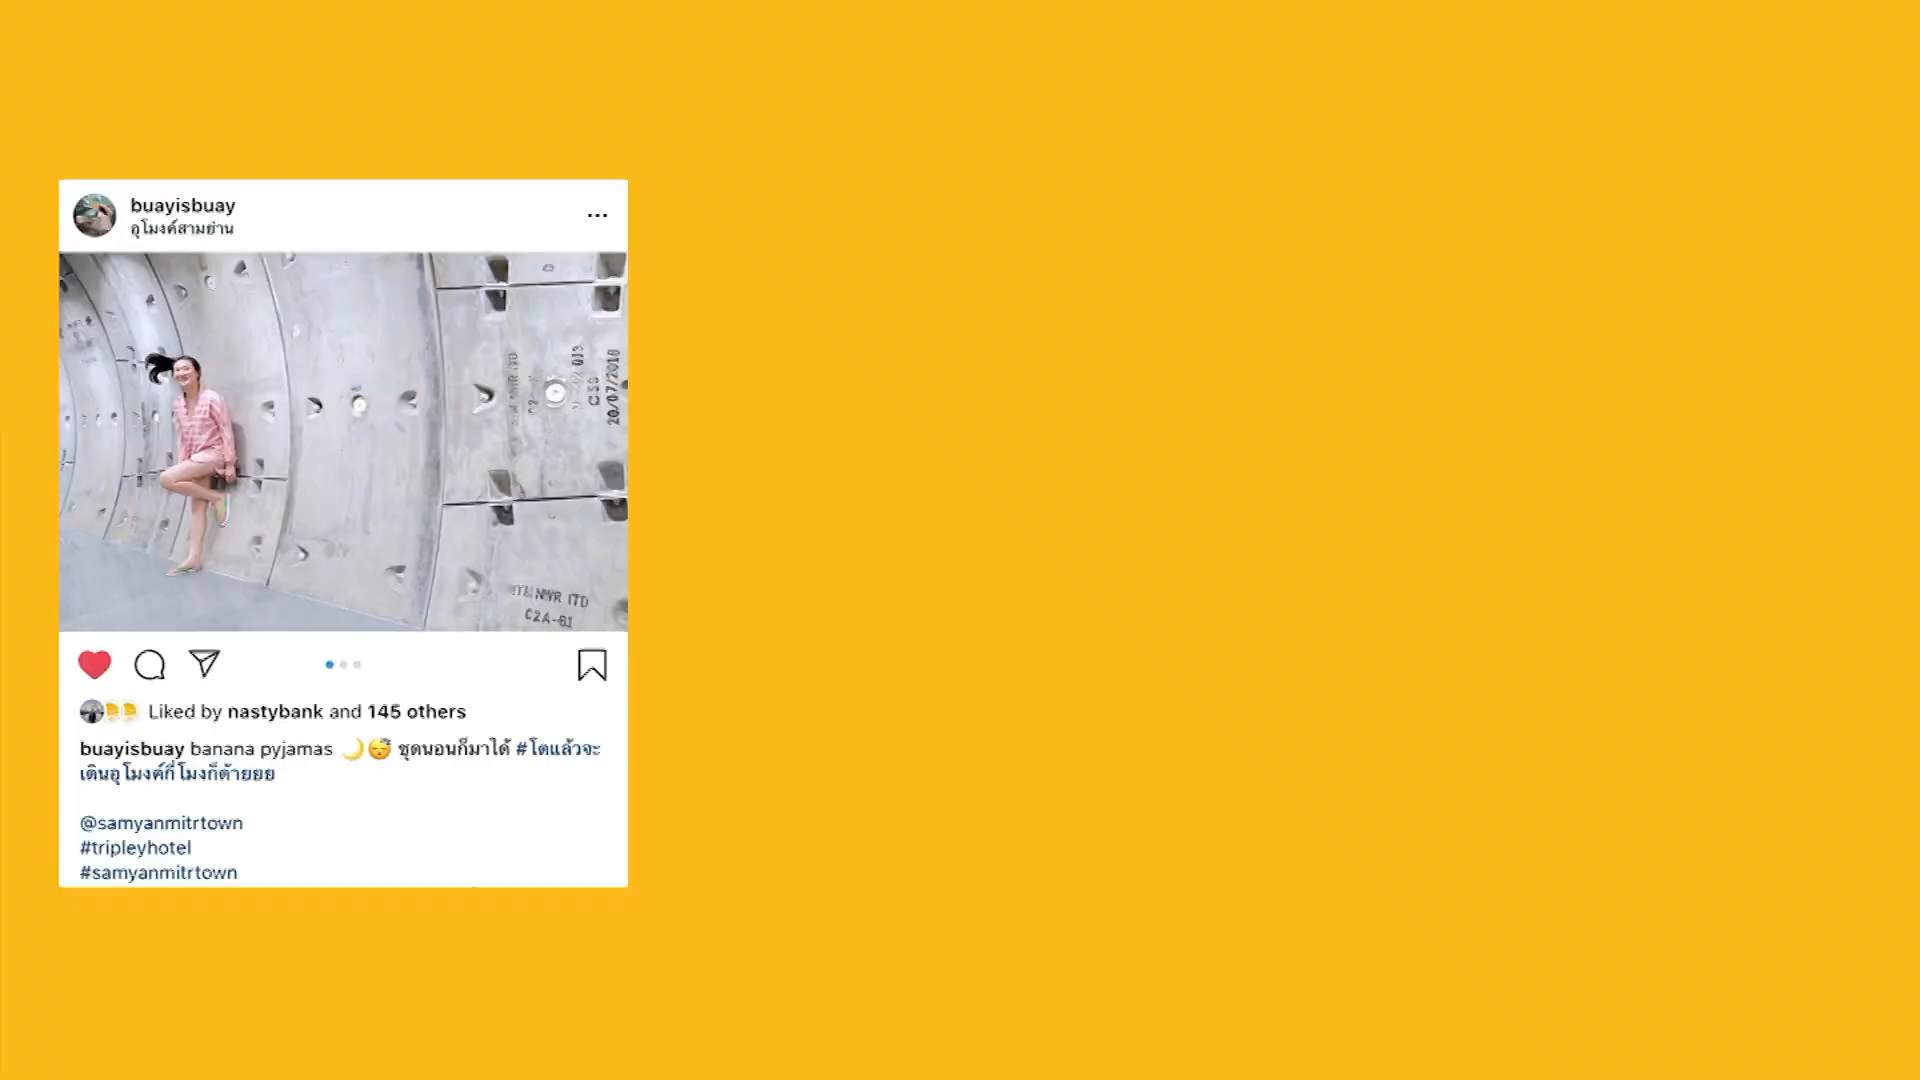 buayisbuay
อุโมงค์สามย่าน
20/07/2018
NWR ITD
Liked by nastybank and 145 others
buayisbuay banana pyjamas 🌙😴 ชุดนอนก็มาได้ #โตแล้วจะ
เดินอุโมงค์กี่โมงก็ด้ายยย
@samyanmitrtown
#tripleyhotel
#samyanmitrtown